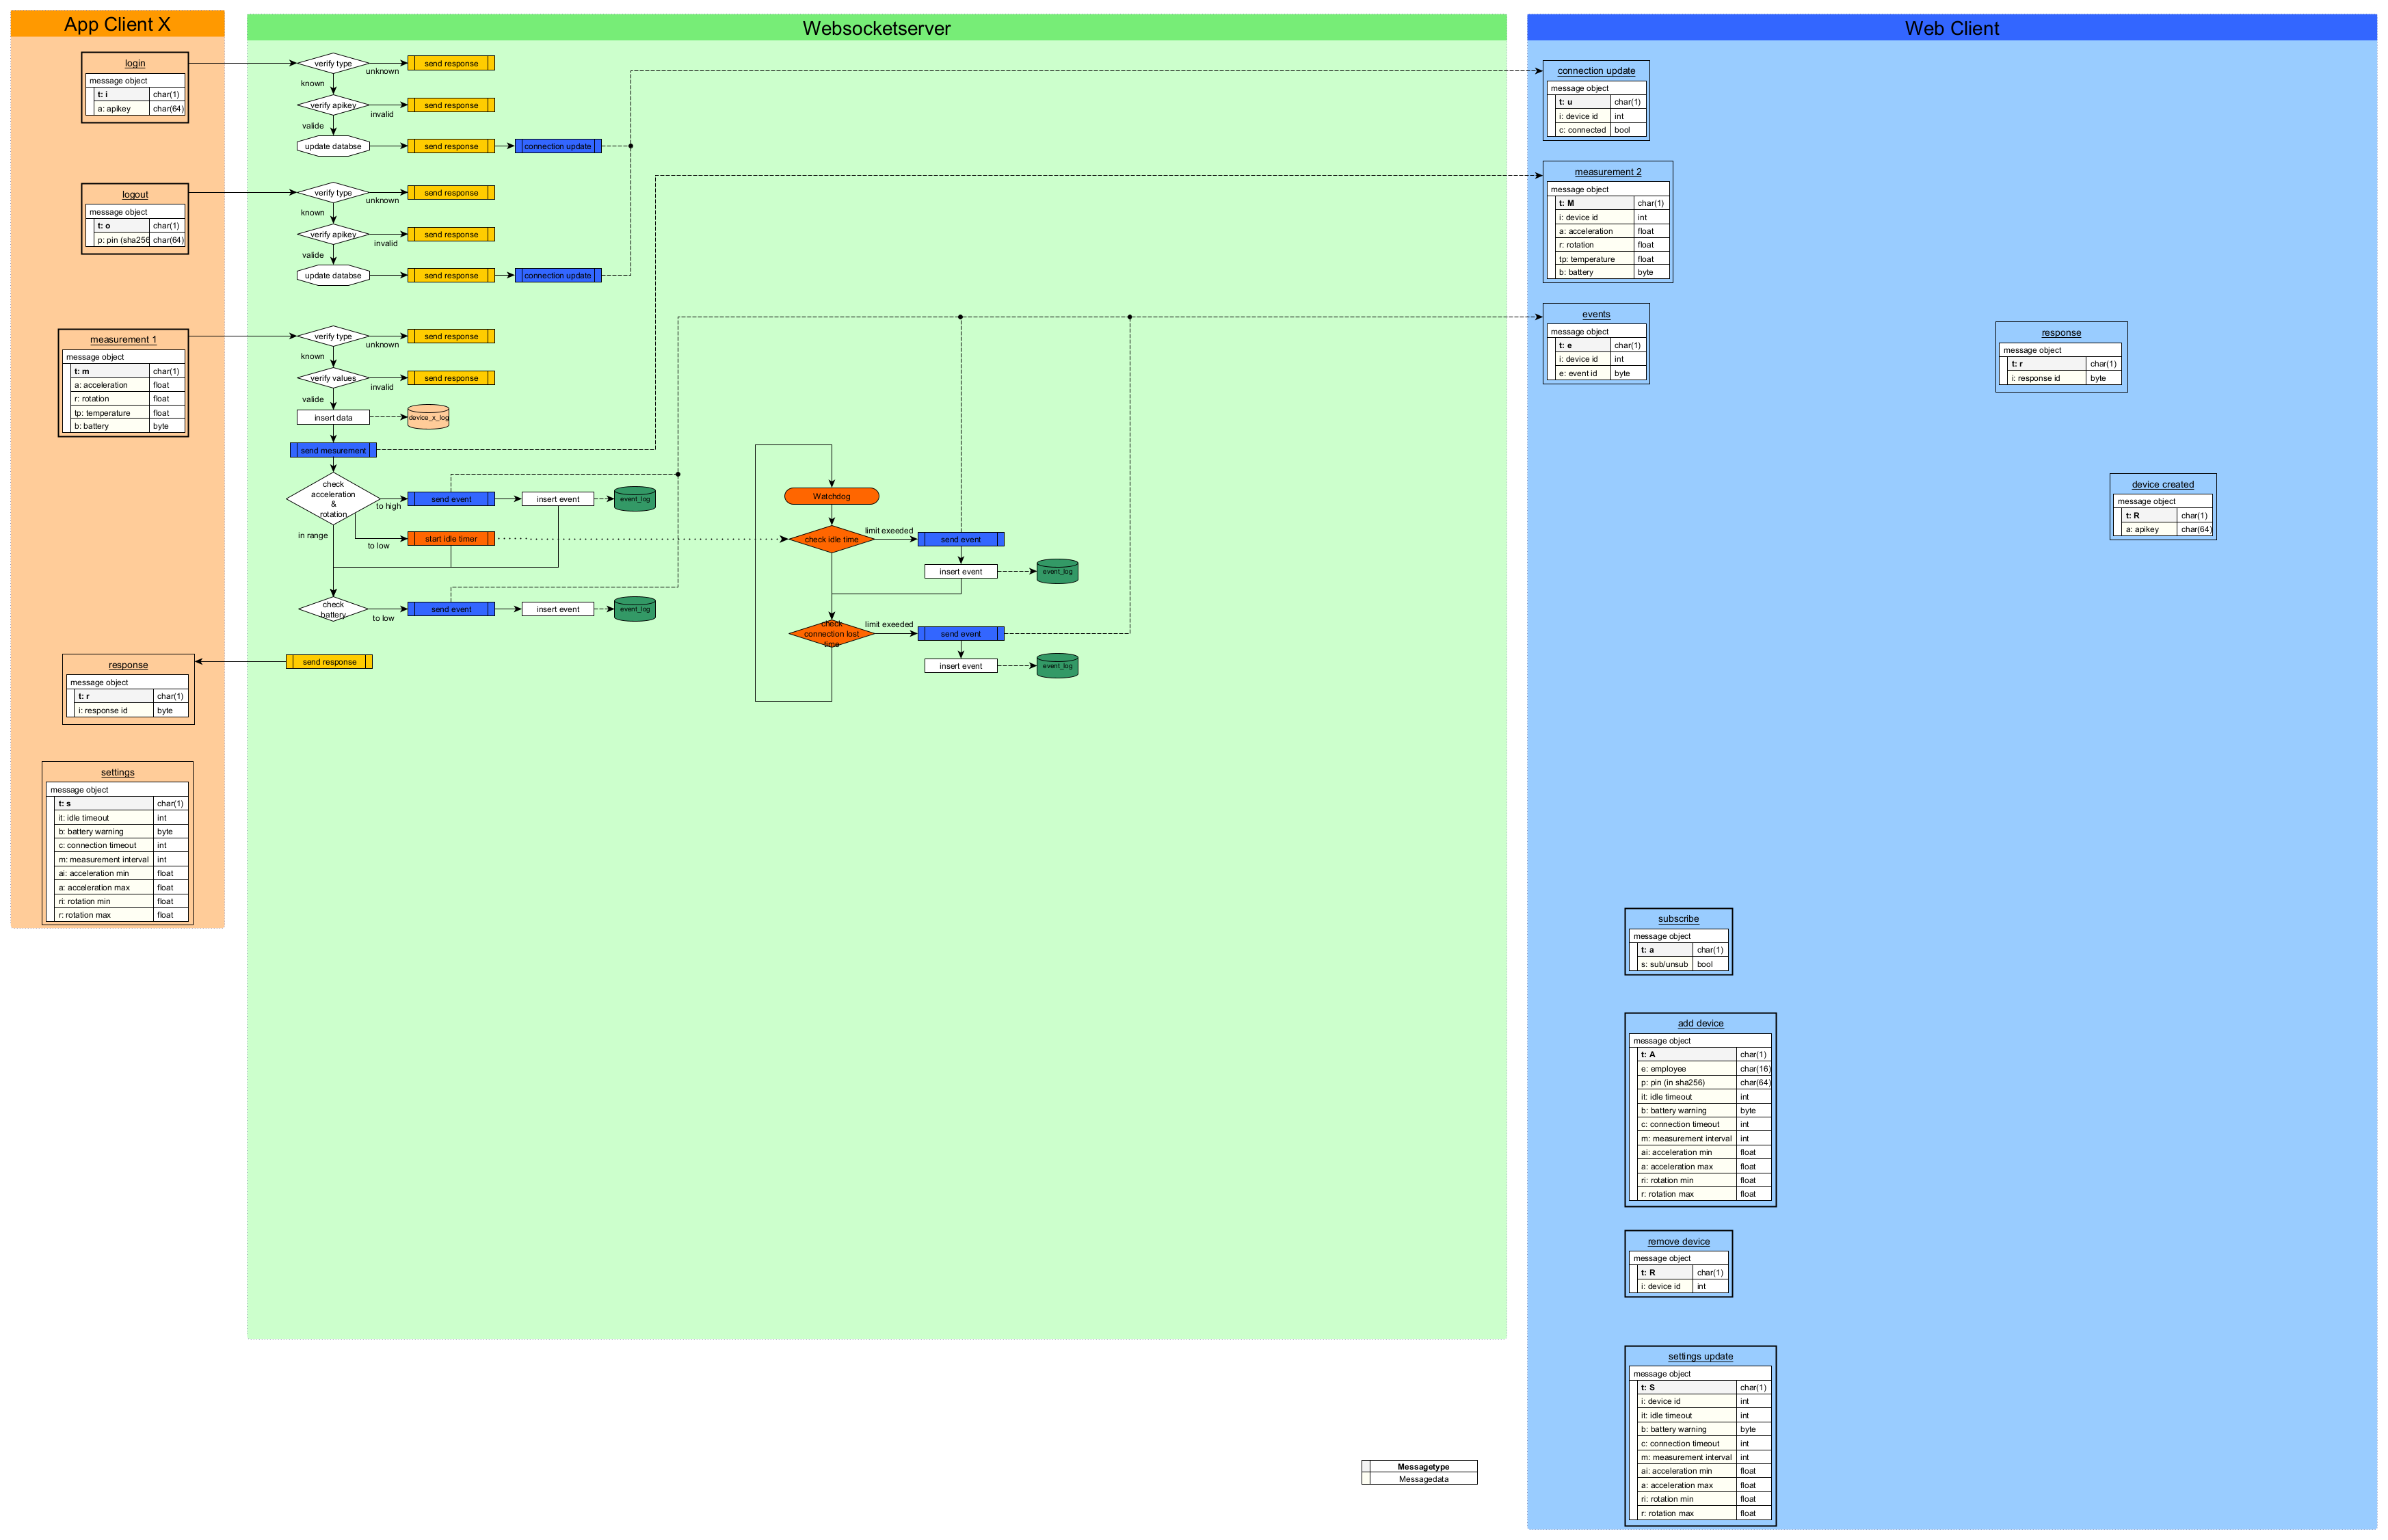 App Client X
login
message object
t: i char(1)
a: apikey char(64)
logout
message object
t: o char(1)
p: pin (sha256 char(64)
measurement 1
message object
t: m char(1)
a: acceleration float
r: rotation float
tp: temperature float
b: battery byte
response
message object
t: r char(1)
i: response id byte
settings
message object
t: s char(1)
it: idle timeout int
b: battery warning byte
c: connection timeout int
m: measurement interval int
ai: acceleration min float
a: acceleration max float
ri: rotation min float
r: rotation max float
Websocketserver
verify type
unknown
send response
known
verify apikey
invalid
send response
valide
update databse
send response
connection update
verify type
unknown
send response
known
verify apikey
invalid
send response
valide
update databse
send response
connection update
verify type
unknown
send response
known
verify values
invalid
send response
valide
insert data
device_x_log
send mesurement
check
acceleration
&
rotation
to high
send event
insert event
event_log
in range
to low
start idle timer
check
battery
to low
send event
insert event
event_log
send response
Watchdog
check idle time
limit exeeded
send event
insert event
event_log
check
connection lost
time
limit exeeded
send event
insert event
event_log
Web Client
connection update
message object
t: u char(1)
i: device id int
c: connected bool
measurement 2
message object
t: M char(1)
i: device id int
a: acceleration float
r: rotation float
tp: temperature float
b: battery byte
events
message object
t: e char(1)
i: device id int
e: event id byte
response
message object
t: r char(1)
i: response id byte
device created
message object
t: R char(1)
a: apikey char(64)
subscribe
message object
t: a char(1)
s: sub/unsub bool
add device
message object
t: A char(1)
e: employee char(16)
p: pin (in sha256) char(64)
it: idle timeout int
b: battery warning byte
c: connection timeout int
m: measurement interval int
ai: acceleration min float
a: acceleration max float
ri: rotation min float
r: rotation max float
remove device
message object
t: R char(1)
i: device id int
settings update
message object
t: S char(1)
i: device id int
it: idle timeout int
b: battery warning byte
c: connection timeout int
m: measurement interval int
ai: acceleration min float
a: acceleration max float
ri: rotation min float
r: rotation max float
Messagetype
Messagedata